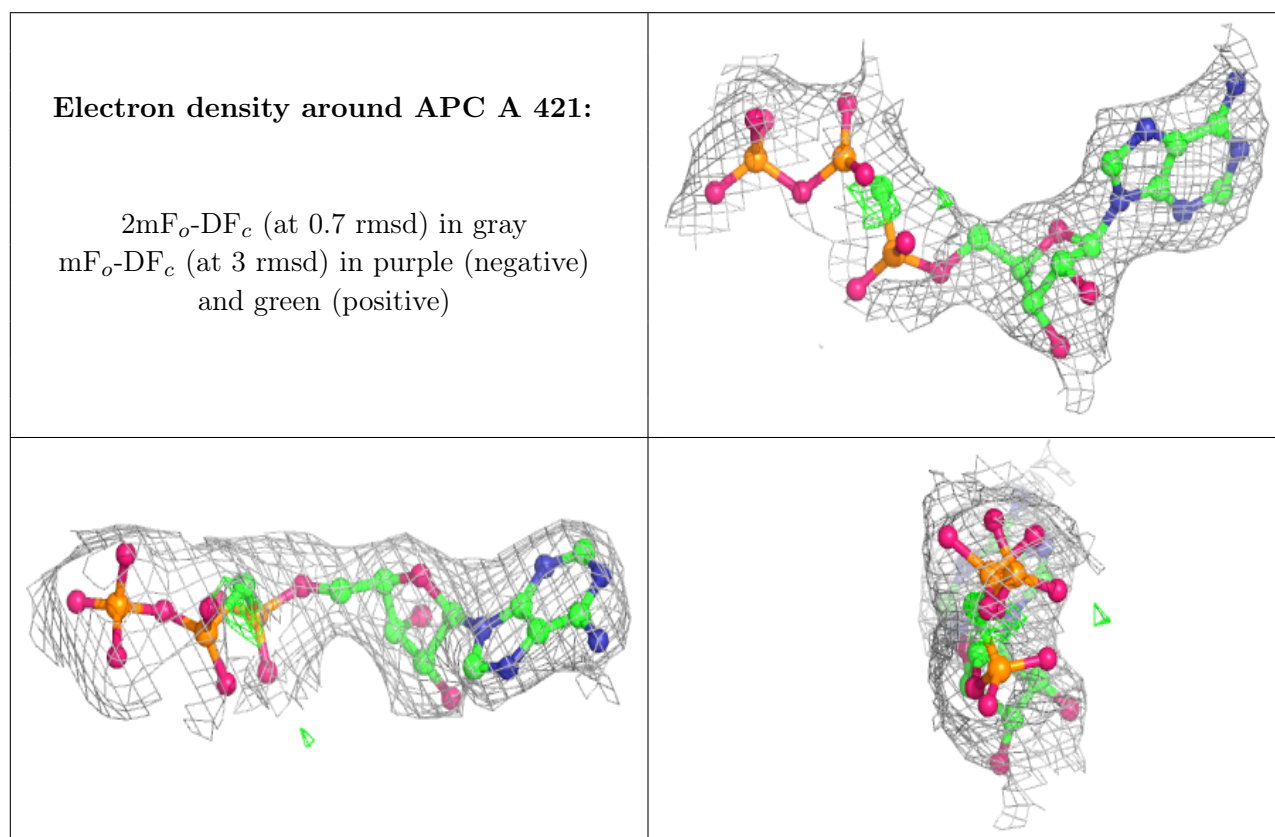 Electron density around APC A 421:
2mFₒ-DF𝒸 (at 0.7 rmsd) in gray
mFₒ-DF𝒸 (at 3 rmsd) in purple (negative)
and green (positive)